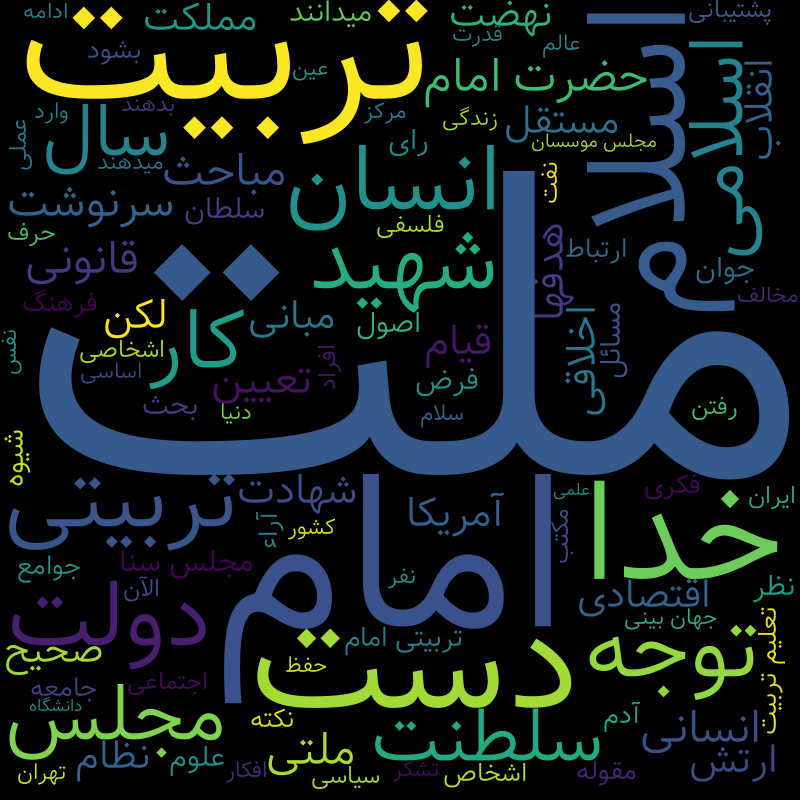 پشتیبانی
نهضت
میدانند
مملکت
ادامه
قدرت
عالم
بشود
تربیت
اسلام
اسلامی
انقلاب
حضرت امام
عین
بدهند
مرکز
وارد
زندگی
مستقل
سال
عملی
مجلس موسسان
رای
میدهند
مباحث
انسان
نفت
سرنوشت
سلطان
فلسفی
حرف
هدفها
ارتباط
شهید
قانونی
جوان
مخالف
فرهنگ
لکن
مبانی
اصول
کار
اخلاقی
مسائل
قیام
نفس
اشخاصی
اساسی
افراد
تعیین
فرض
ملت
بحث
دنیا
سلام
رفتن
شیوه
تربیتی
شهادت
آمریکا
علمی
فکری
ایران
خدا
آراء
کشور
مکتب
امام
مجلس سنا
جوامع
الآن
نفر
نظر
اقتصادی
دولت
جهان بینی
تعلیم تربیت
توجه
تربیتی امام
دست
صحیح
حفظ
اجتماعی
جامعه
دانشگاه
مجلس
نکته
آدم
انسانی
سلطنت
ملتی
نظام
علوم
ارتش
افکار
تهران
سیاسی
تشکر
اشخاص
مقوله